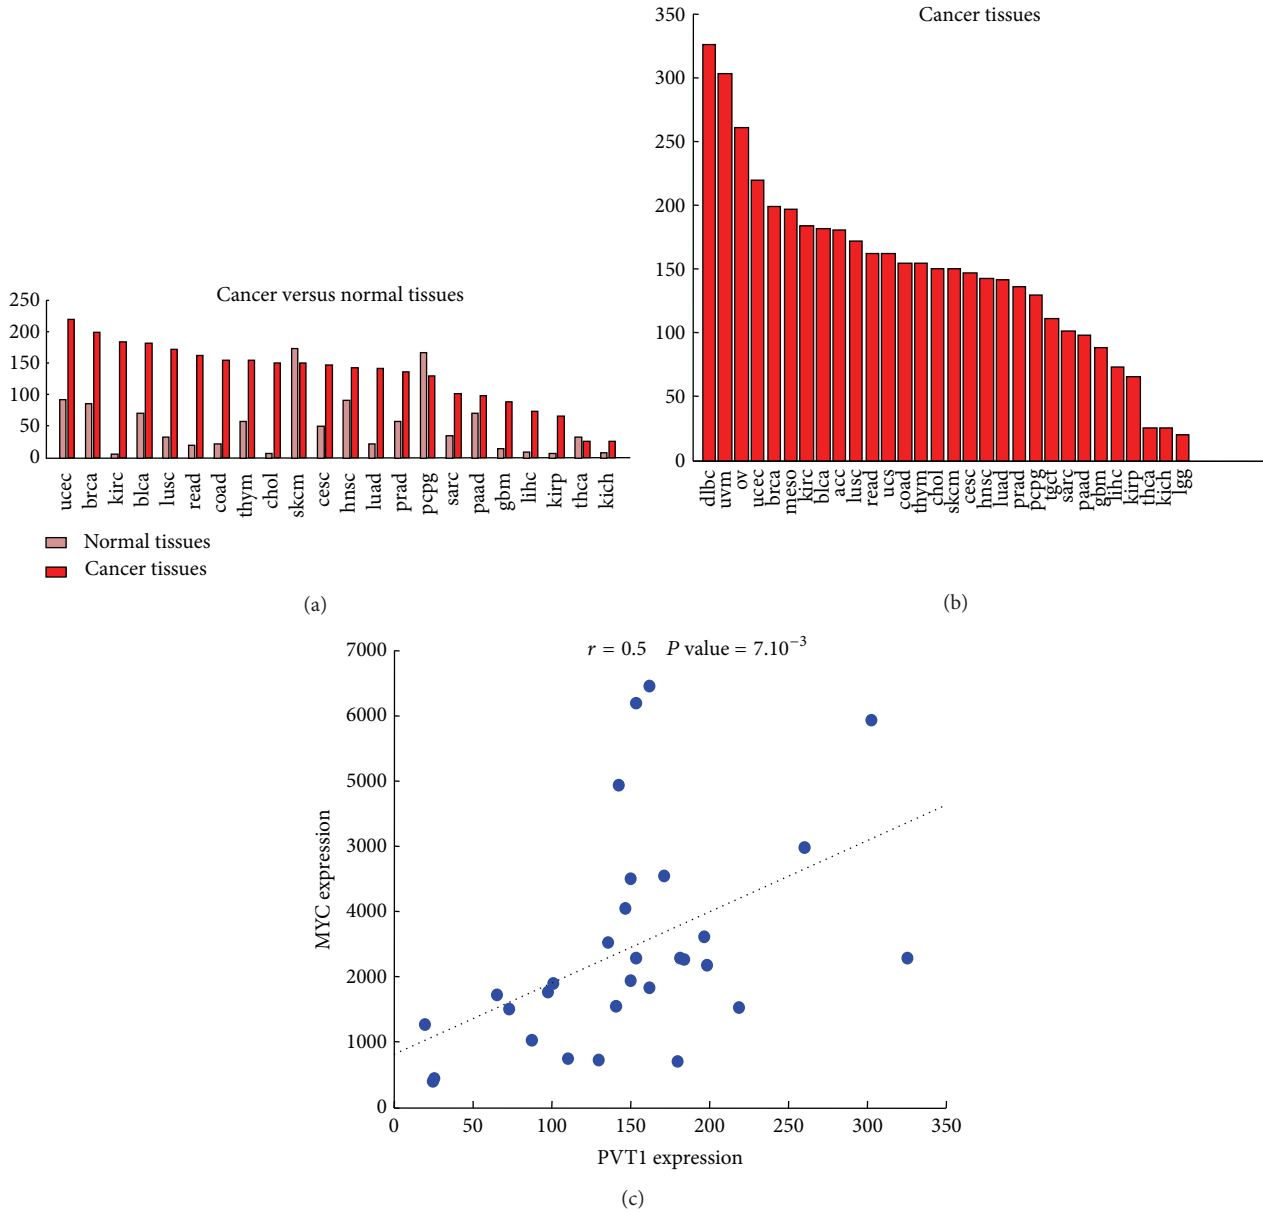 Cancer versus normal tissues
250
200
150
100
50
0
ucec brca kirc blca lusc read coad thym chol skcm cesc hnsc luad prad pcpg sarc paad gbm lihc kirp thca kich
Normal tissues
Cancer tissues
(a)
Cancer tissues
350
300
250
200
150
100
50
0
dlbc uvm ov ucec brca meso kirc blca acc lusc read ucs coad thym chol skcm cesc hnsc luad prad pcpg tgct sarc paad gbm lihc kirp thca kich lgg
(b)
r = 0.5 P value = 7.10⁻³
7000
6000
5000
3000
4000
2000
1000
0
MYC expression
0 50 100 150 200 250 300 350
PVT1 expression
(c)